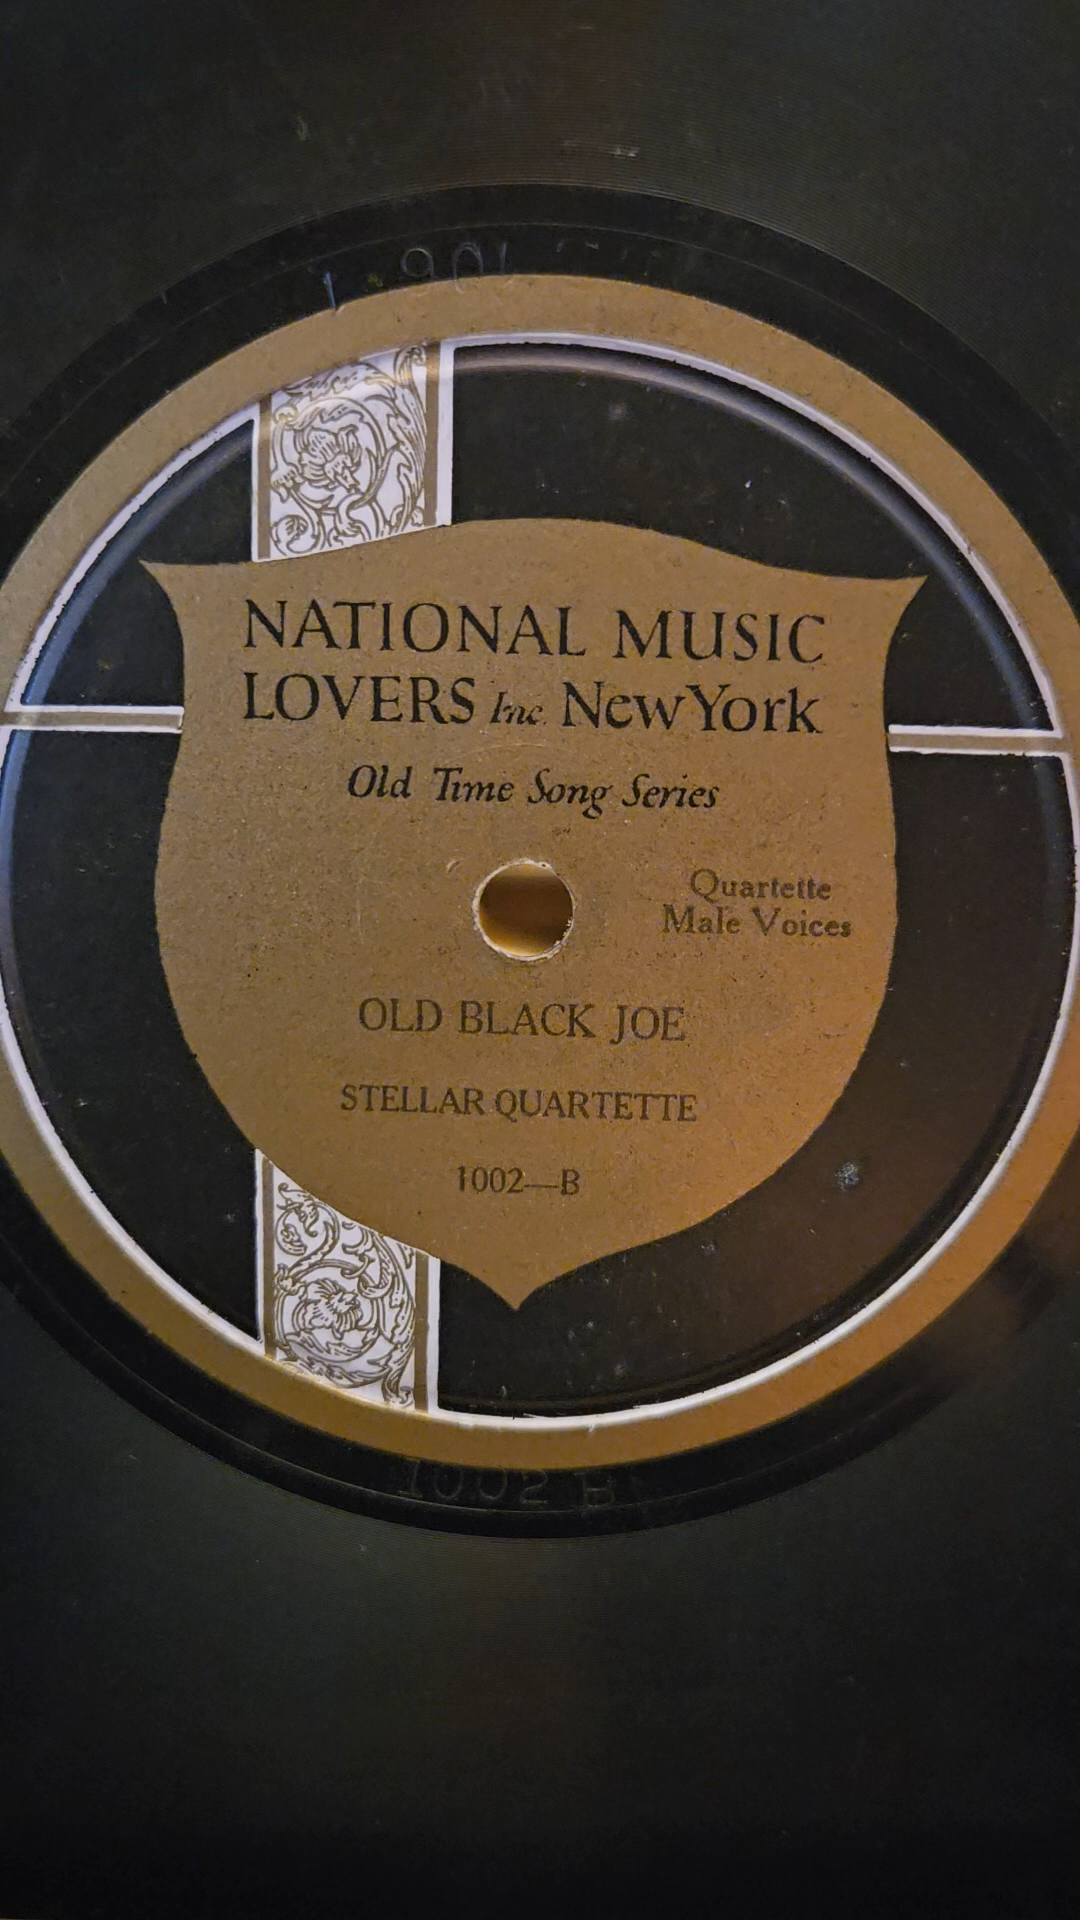 NATIONAL MUSIC
LOVERS Inc. New York
Old Time Song Series
Quartette
Male Voices
OLD BLACK JOE
STELLAR QUARTETTE
1002—B
1002 B